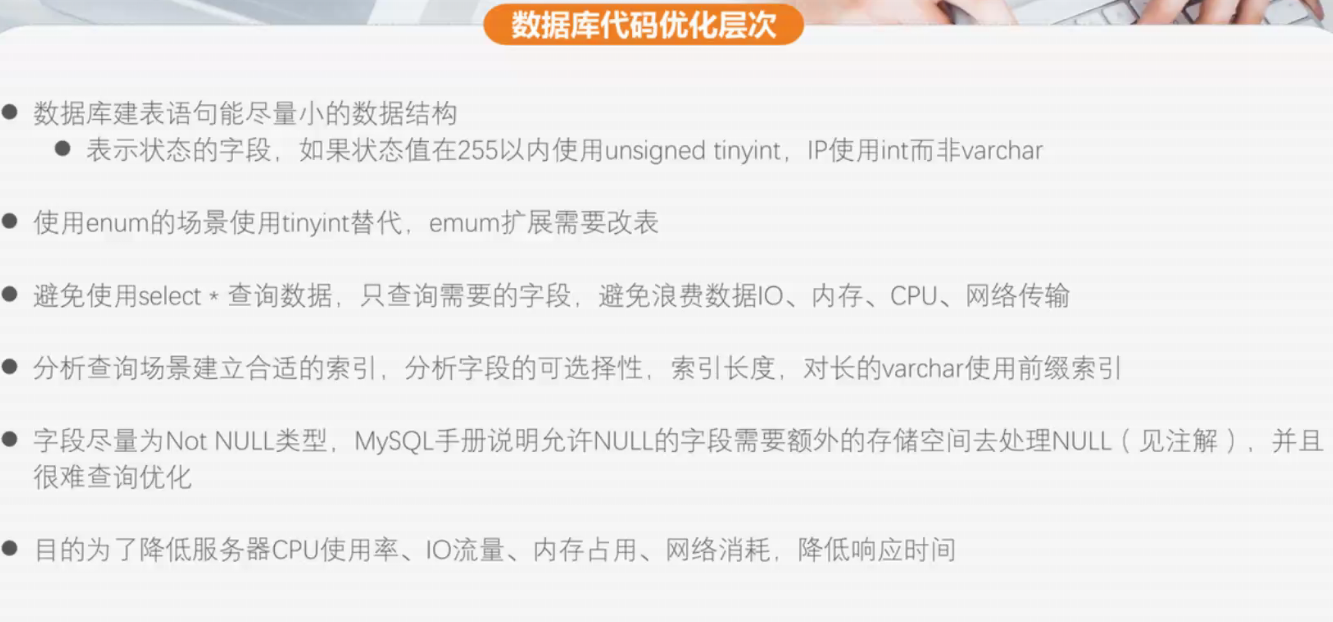 数据库代码优化层次
数据库建表语句能尽量小的数据结构
表示状态的字段，如果状态值在255以内使用unsigned tinyint，IP使用int而非varchar
使用enum的场景使用tinyint替代，emum扩展需要改表
避免使用select * 查询数据，只查询需要的字段，避免浪费数据IO、内存、CPU、网络传输
分析查询场景建立合适的索引，分析字段的可选择性，索引长度，对长的varchar使用前缀索引
字段尽量为Not NULL类型，MySQL手册说明允许NULL的字段需要额外的存储空间去处理NULL（见注解），并且
很难查询优化
目的为了降低服务器CPU使用率、IO流量、内存占用、网络消耗，降低响应时间